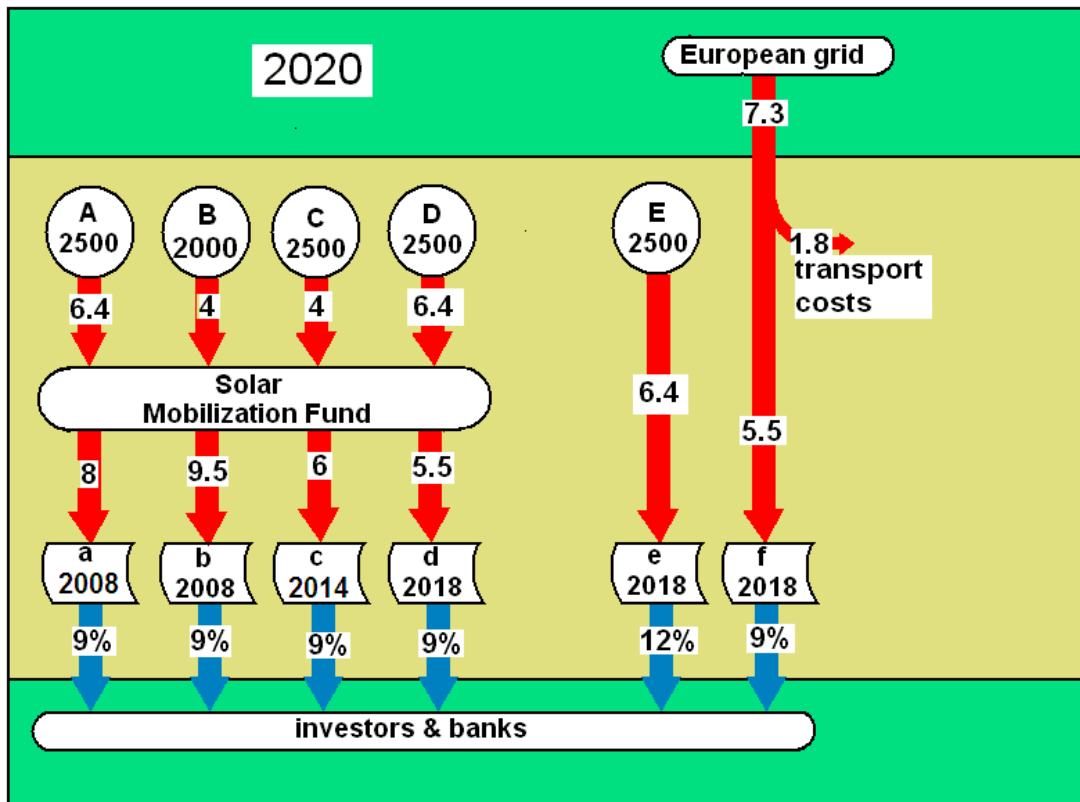 2020
European grid
7.3
A
2500
B
2000
C
2500
D
2500
E
2500
1.8
transport
costs
6.4
4
4
6.4
6.4
5.5
Solar
Mobilization Fund
8
9.5
6
5.5
a
2008
b
2008
c
2014
d
2018
e
2018
f
2018
9%
9%
9%
9%
12%
9%
investors & banks